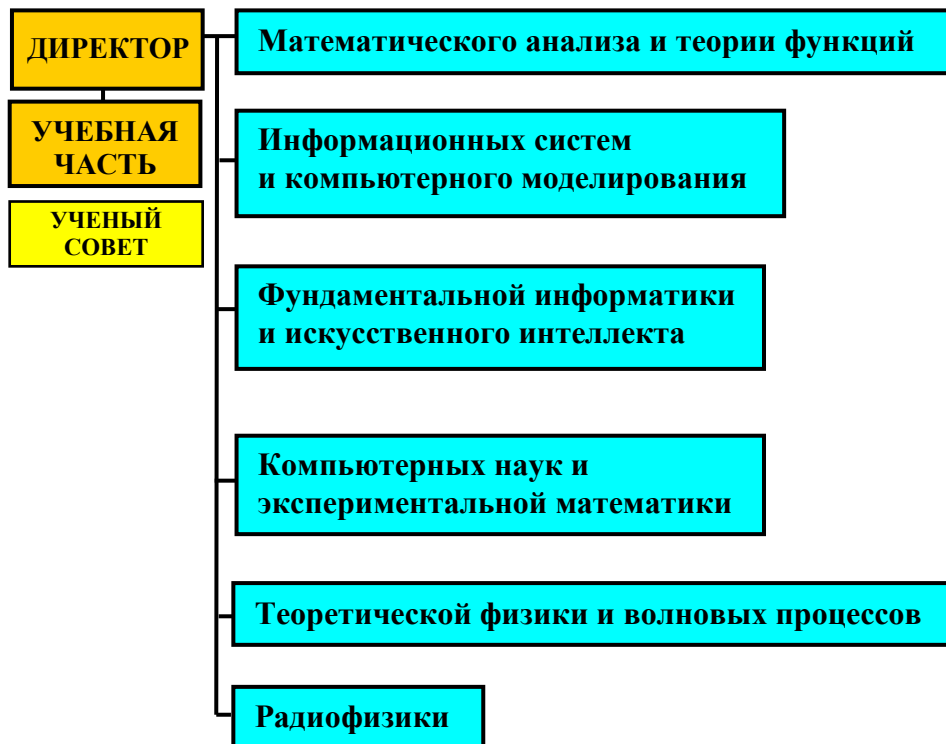 ДИРЕКТОР
УЧЕБНАЯ
ЧАСТЬ
УЧЕНЫЙ
СОВЕТ
Математического анализа и теории функций
Информационных систем
и компьютерного моделирования
Фундаментальной информатики
и искусственного интеллекта
Компьютерных наук и
экспериментальной математики
Теоретической физики и волновых процессов
Радиофизики